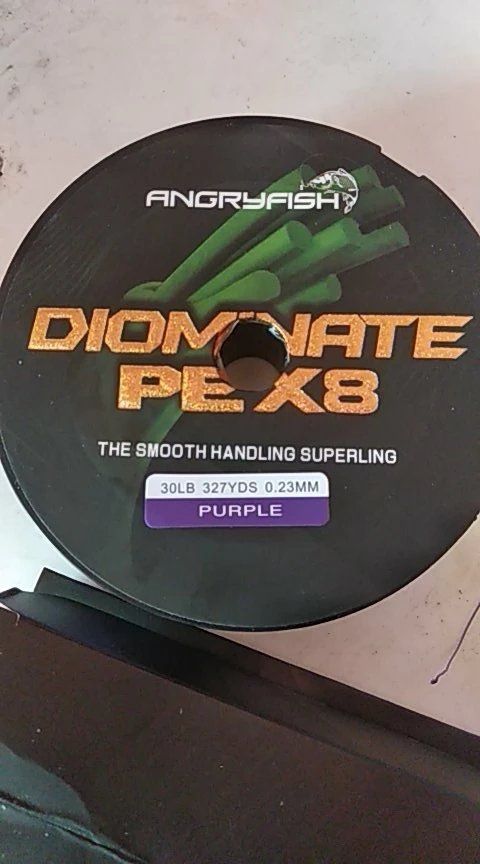 ANGRYFISH
DIOMINATE
PE X8
THE SMOOTH HANDLING SUPERLING
30LB 327YDS 0.23MM
PURPLE